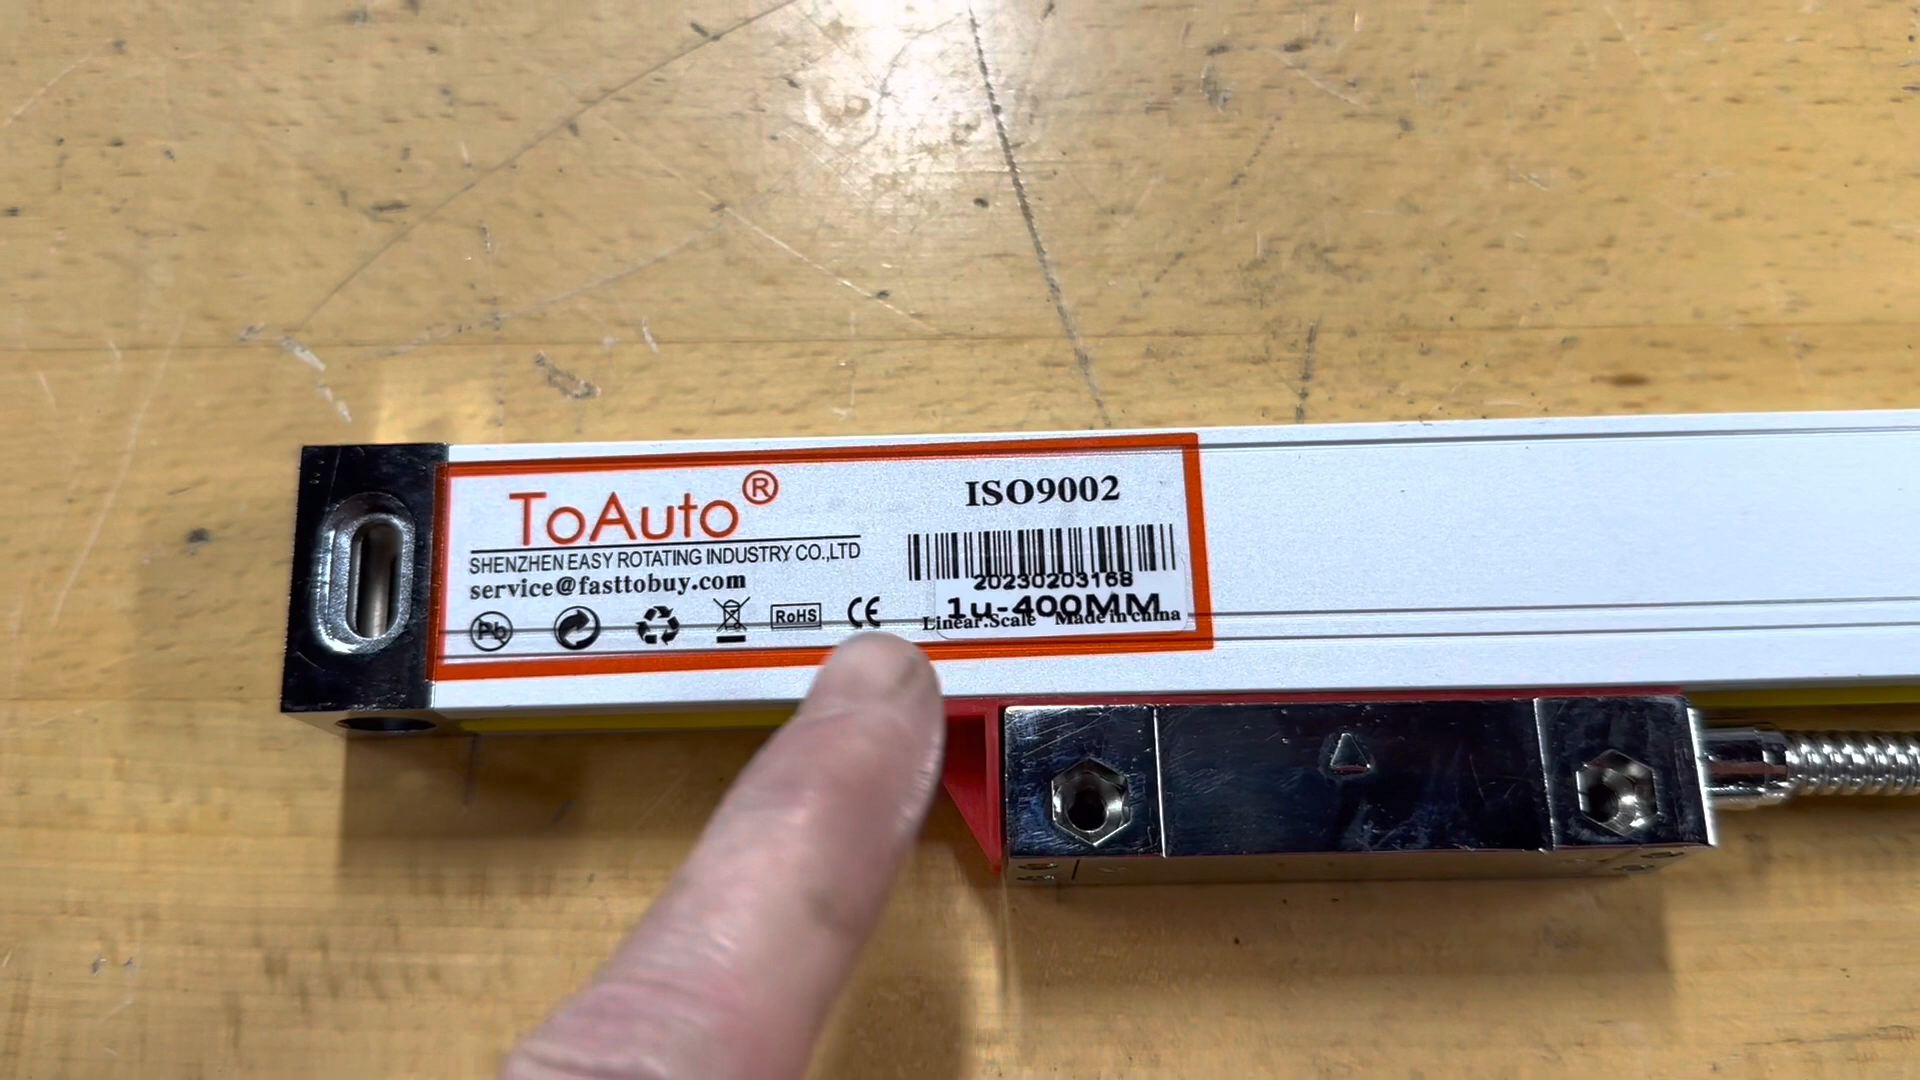 ToAuto®
SHENZHEN EASY ROTATING INDUSTRY CO.,LTD
service@fasttobuy.com
Pb
RoHS
CE
ISO9002
20230203168
1u-400MM
Linear.Scale Made in china